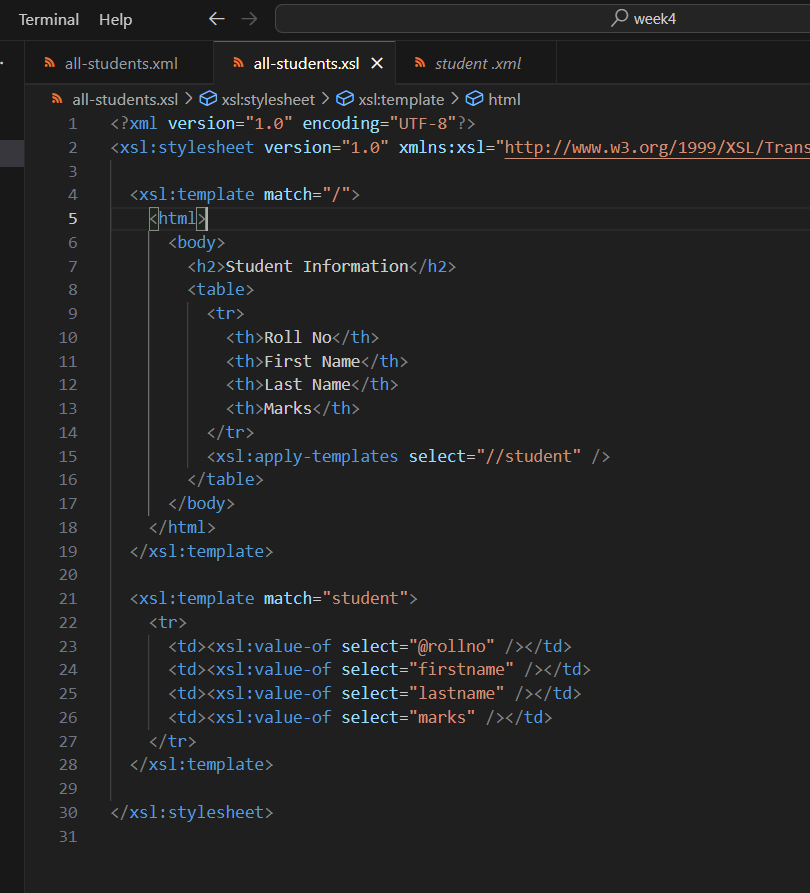 Terminal Help week4
all-students.xml all-students.xsl student .xml
all-students.xsl xsl:stylesheet xsl:template html
1 <?xml version="1.0" encoding="UTF-8"?>
2 <xsl:stylesheet version="1.0" xmlns:xsl="http://www.w3.org/1999/XSL/Trans
3
4 <xsl:template match="/">
5 <html>
6 <body>
7 <h2>Student Information</h2>
8 <table>
9 <tr>
10 <th>Roll No</th>
11 <th>First Name</th>
12 <th>Last Name</th>
13 <th>Marks</th>
14 </tr>
15 <xsl:apply-templates select="//student" />
16 </table>
17 </body>
18 </html>
19 </xsl:template>
20
21 <xsl:template match="student">
22 <tr>
23 <td><xsl:value-of select="@rollno" /></td>
24 <td><xsl:value-of select="firstname" /></td>
25 <td><xsl:value-of select="lastname" /></td>
26 <td><xsl:value-of select="marks" /></td>
27 </tr>
28 </xsl:template>
29
30 </xsl:stylesheet>
31